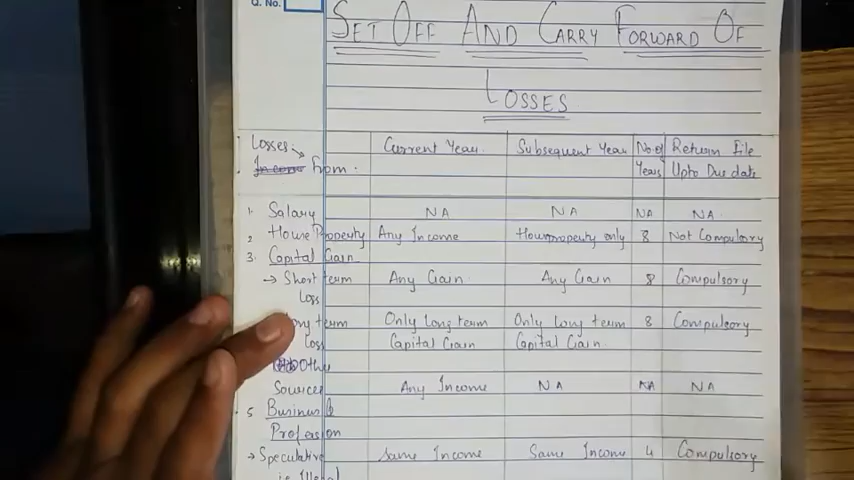 Q. No.
SET OFF AND CARRY FORWARD OF
LOSSES
Losses From. Current Year. Subsequent Year No. of Years Return File Upto Due date
1. Salary NA NA NA NA
2 House Property Any Income House property only 8 Not Compulsory
3. Capital Gain
→ Short term Loss Any Gain Any Gain 8 Compulsory
Long term Loss Only Long term Capital Gain Only Long term Capital Gain. 8 Compulsory
Sources Any Income NA NA NA
5 Business &
Profession
→ Speculative Same Income Same Income 4 Compulsory
i.e. Illegal